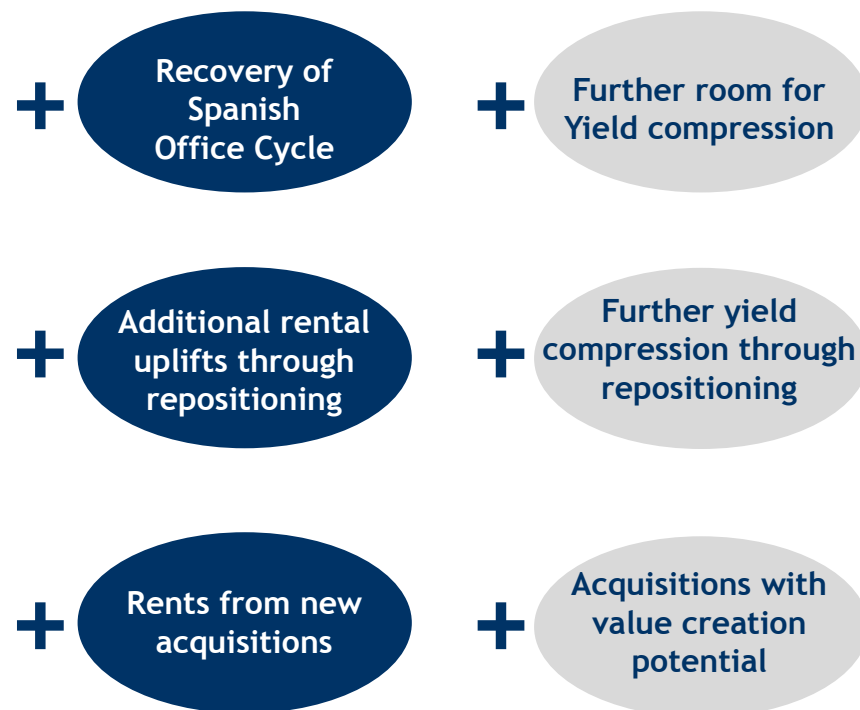 +
Recovery of
Spanish
Office Cycle
+
Further room for
Yield compression
+
Additional rental
uplifts through
repositioning
+
Further yield
compression through
repositioning
+
Rents from new
acquisitions
+
Acquisitions with
value creation
potential